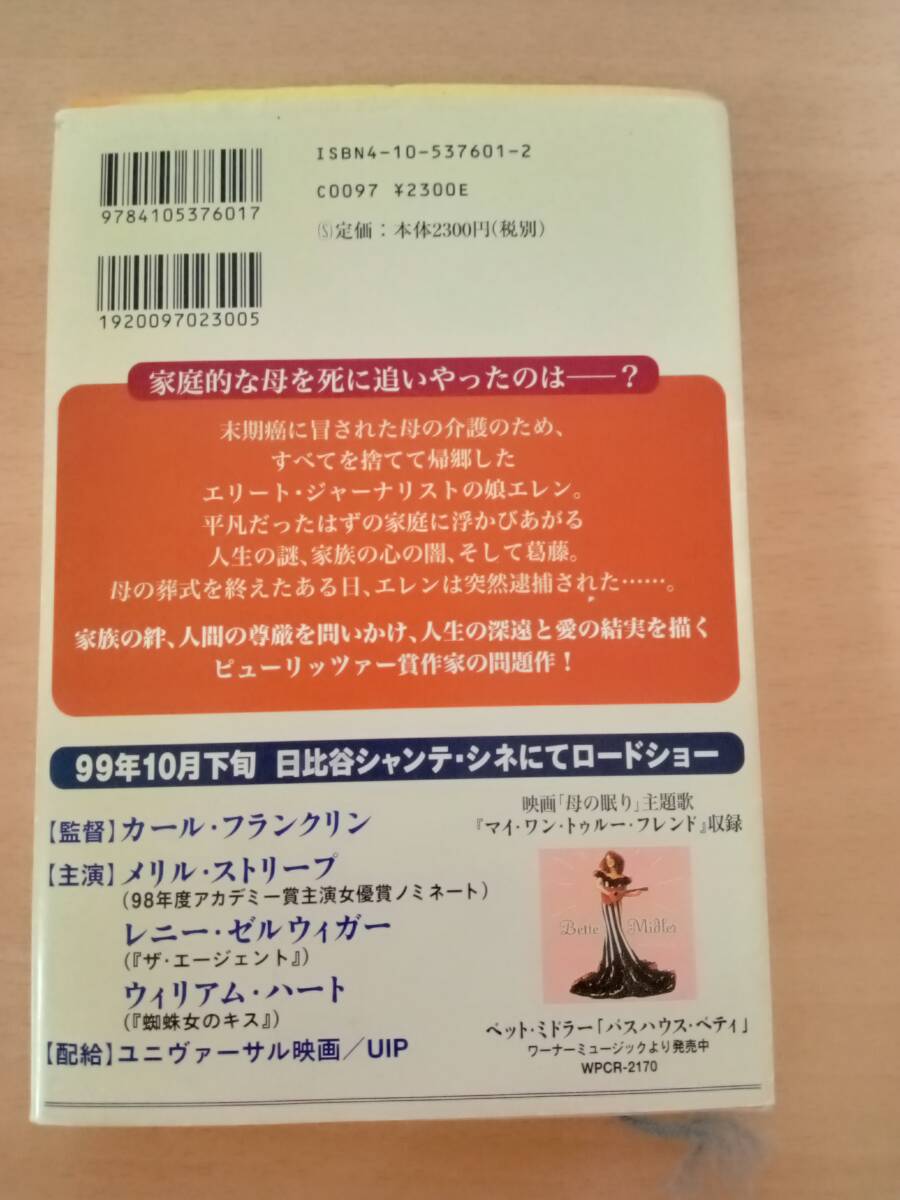 ISBN4-10-537601-2
C0097 ¥2300E
Ⓢ定価：本体2300円(税別)
9784105376017
1920097023005
家庭的な母を死に追いやったのは——？
末期癌に冒された母の介護のため、
すべてを捨てて帰郷した
エリート・ジャーナリストの娘エレン。
平凡だったはずの家庭に浮かびあがる
人生の謎、家族の心の闇、そして葛藤。
母の葬式を終えたある日、エレンは突然逮捕された……。
家族の絆、人間の尊厳を問いかけ、人生の深遠と愛の結実を描く
ピューリッツァー賞作家の問題作！
99年10月下旬 日比谷シャンテ・シネにてロードショー
【監督】カール・フランクリン
【主演】メリル・ストリープ
(98年度アカデミー賞主演女優賞ノミネート)
レニー・ゼルウィガー
(『ザ・エージェント』)
ウィリアム・ハート
(『蜘蛛女のキス』)
【配給】ユニヴァーサル映画／UIP
映画「母の眠り」主題歌
『マイ・ワン・トゥルー・フレンド』収録
Bette Midler
ベット・ミドラー「バスハウス・ベティ」
ワーナーミュージックより発売中
WPCR-2170